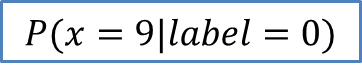 P(x = 9|label = 0)